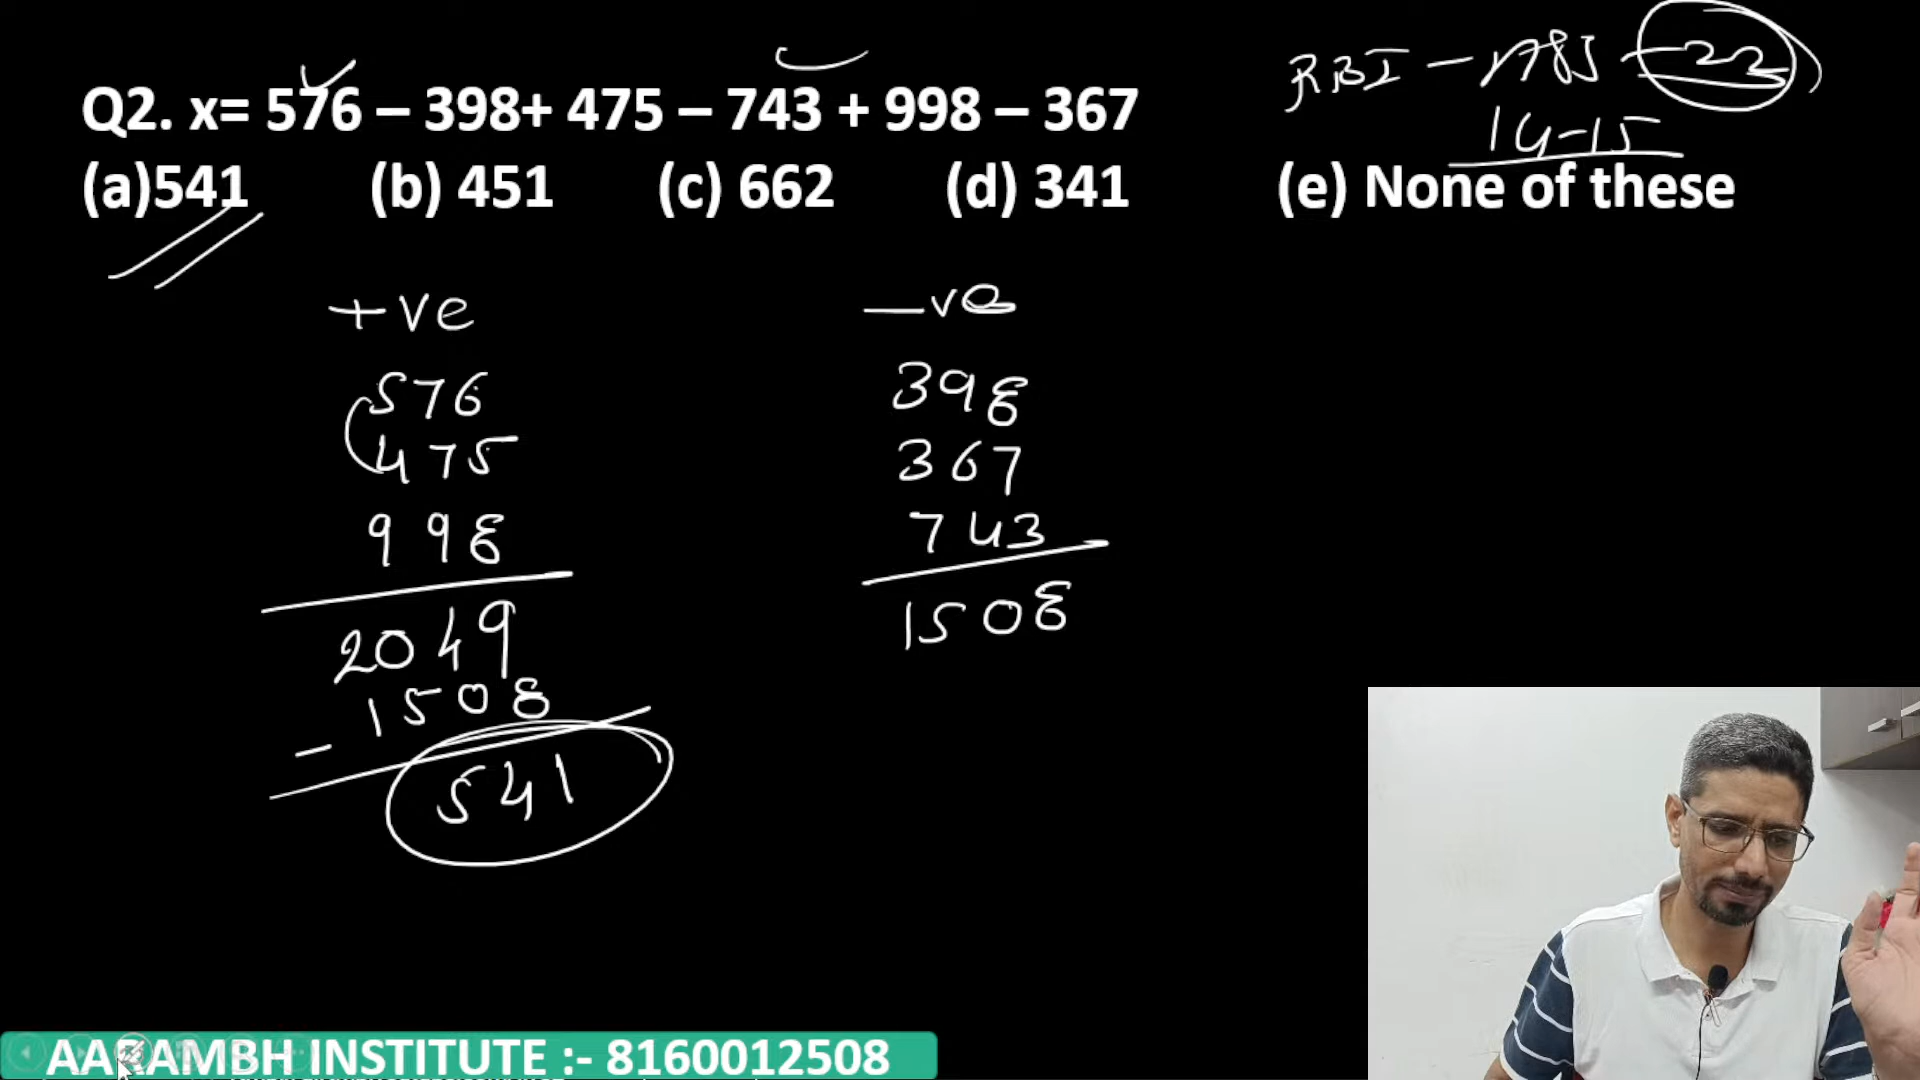 RBI - - 22
14-15
Q2. x= 576 – 398+ 475 – 743 + 998 – 367
(a)541 (b) 451 (c) 662 (d) 341 (e) None of these
+ve -ve
576 398
475 367
998 743
2049 1508
- 1508
541
AARAMBH INSTITUTE :- 8160012508